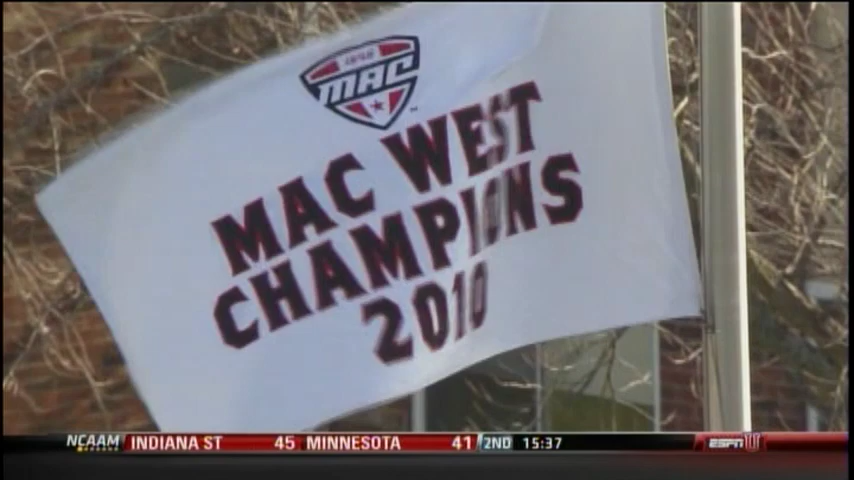 MAC
MAC WEST
CHAMPIONS
2010
NCAAM INDIANA ST 45 MINNESOTA 41 2ND 15:37 ESPNU